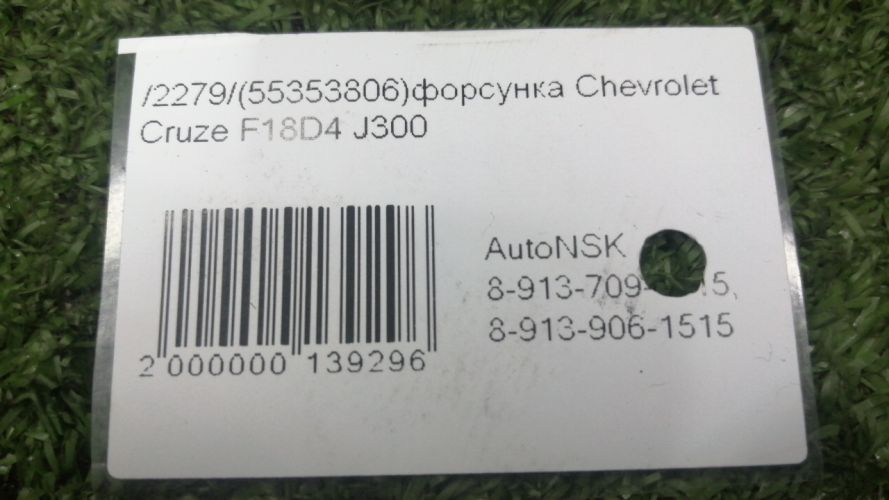 /2279/(55353806)форсунка Chevrolet
Cruze F18D4 J300
AutoNSK
8-913-906-1515
2 000000 139296